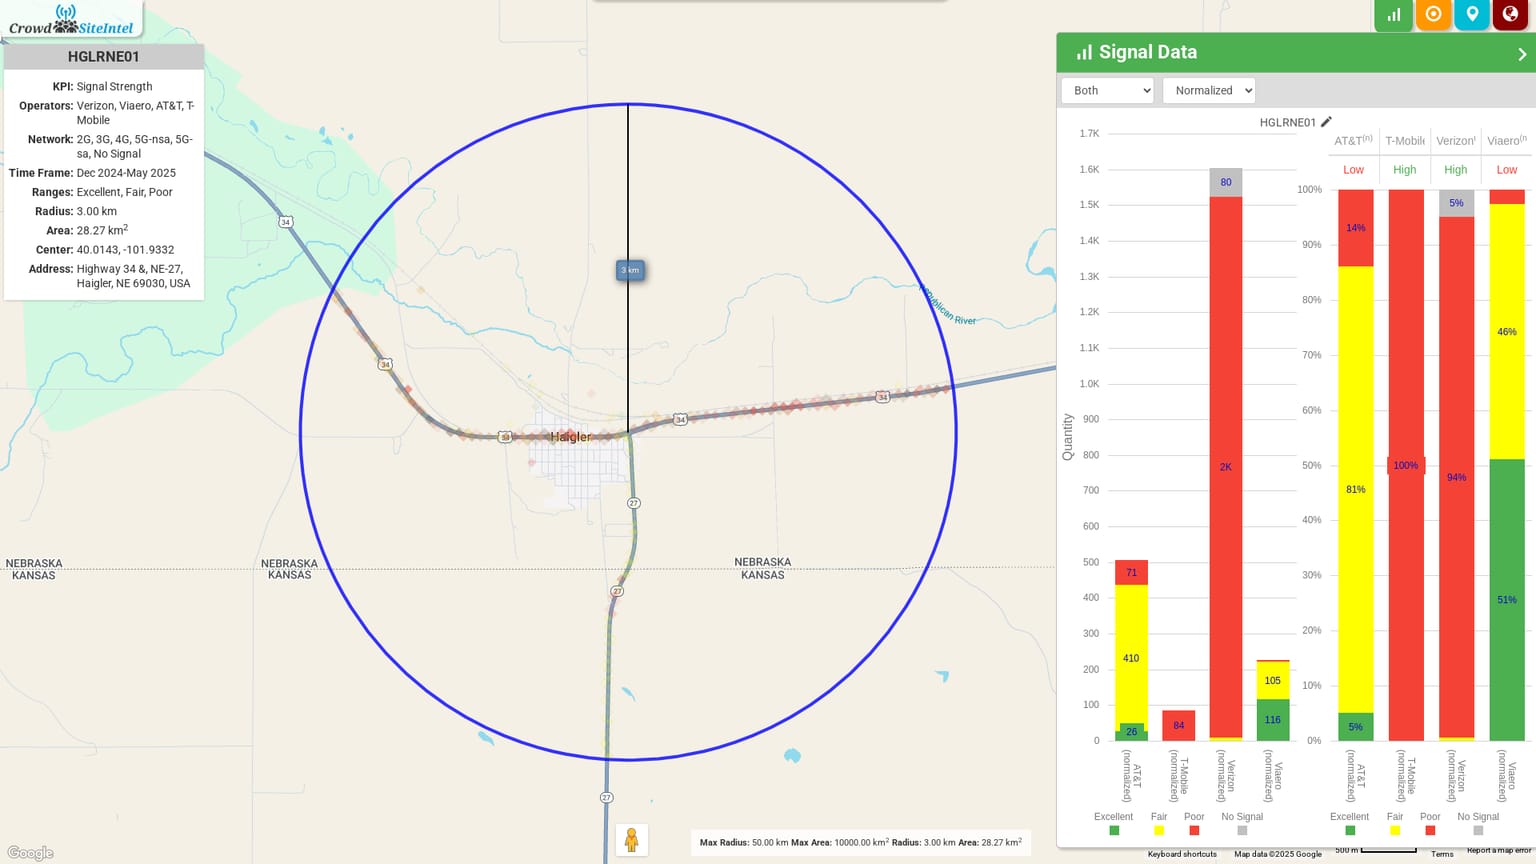 Crowd SiteIntel
HGLRNE01
KPI: Signal Strength
Operators: Verizon, Viaero, AT&T, T-
Mobile
Network: 2G, 3G, 4G, 5G-nsa, 5G-
sa, No Signal
Time Frame: Dec 2024-May 2025
Ranges: Excellent, Fair, Poor
Radius: 3.00 km
Area: 28.27 km²
Center: 40.0143, -101.9332
Address: Highway 34 &, NE-27,
Haigler, NE 69030, USA
34
3 km
34
34
34
34
Haigler
27
27
27
NEBRASKA
KANSAS
NEBRASKA
KANSAS
NEBRASKA
KANSAS
River
Google
Max Radius: 50.00 km Max Area: 10000.00 km² Radius: 3.00 km Area: 28.27 km²
Signal Data
Both
Normalized
HGLRNE01
Quantity
1.7K
1.6K
1.5K
1.4K
1.3K
1.2K
1.1K
1.0K
900
800
700
600
500
400
300
200
100
0
71
410
26
84
80
2K
105
116
AT&T
(normalized)
T-Mobile
(normalized)
Verizon
(normalized)
Viaero
(normalized)
Excellent Fair Poor No Signal
AT&T(n) T-Mobile Verizon Viaero(n
Low High High Low
100%
90%
80%
70%
60%
50%
40%
30%
20%
10%
0%
14%
81%
5%
100%
5%
94%
46%
51%
AT&T
(normalized)
T-Mobile
(normalized)
Verizon
(normalized)
Viaero
(normalized)
Excellent Fair Poor No Signal
Keyboard shortcuts Map data ©2025 Google 500 m Terms Report a map error